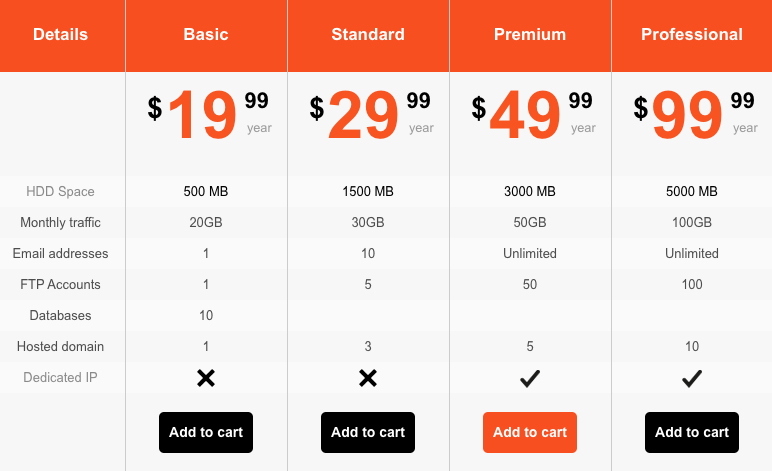 Details Basic Standard Premium Professional
$19 99 year $29 99 year $49 99 year $99 99 year
HDD Space 500 MB 1500 MB 3000 MB 5000 MB
Monthly traffic 20GB 30GB 50GB 100GB
Email addresses 1 10 Unlimited Unlimited
FTP Accounts 1 5 50 100
Databases 10
Hosted domain 1 3 5 10
Dedicated IP
Add to cart Add to cart Add to cart Add to cart